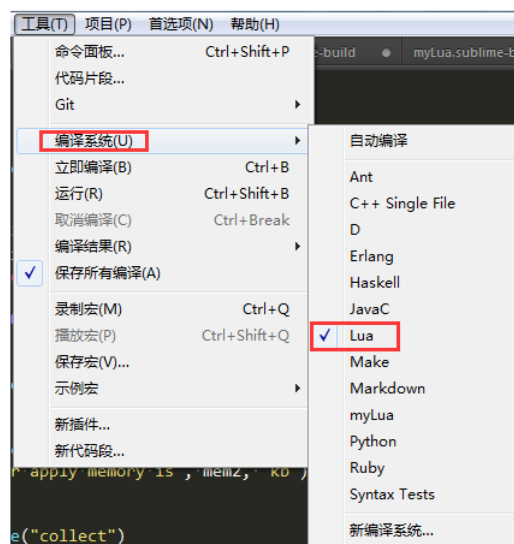 工具(T) 项目(P) 首选项(N) 帮助(H)
命令面板... Ctrl+Shift+P
-build myLua.sublime-b
代码片段...
Git
编译系统(U)
自动编译
立即编译(B) Ctrl+B
Ant
运行(R) Ctrl+Shift+B
C++ Single File
取消编译(C) Ctrl+Break
D
编译结果(R)
Erlang
保存所有编译(A)
Haskell
录制宏(M) Ctrl+Q
JavaC
播放宏(P) Ctrl+Shift+Q
Lua
保存宏(V)...
Make
示例宏
Markdown
myLua
新插件...
Python
新代码段...
Ruby
r apply memory is", mem2, " kb")
Syntax Tests
新编译系统...
e("collect")